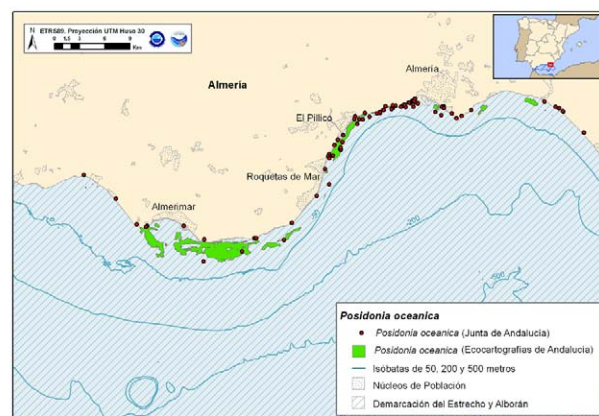 ETRS89. Proyección UTM Huso 30
N
0 1,5 3 6 9
Km
Almería
Almería
El Pillico
Roquetas de Mar
Almerimar
-50
-200
-500
Posidonia oceanica
Posidonia oceanica (Junta de Andalucía)
Posidonia oceanica (Ecocartografías de Andalucía)
Isóbatas de 50, 200 y 500 metros
Núcleos de Población
Demarcación del Estrecho y Alborán